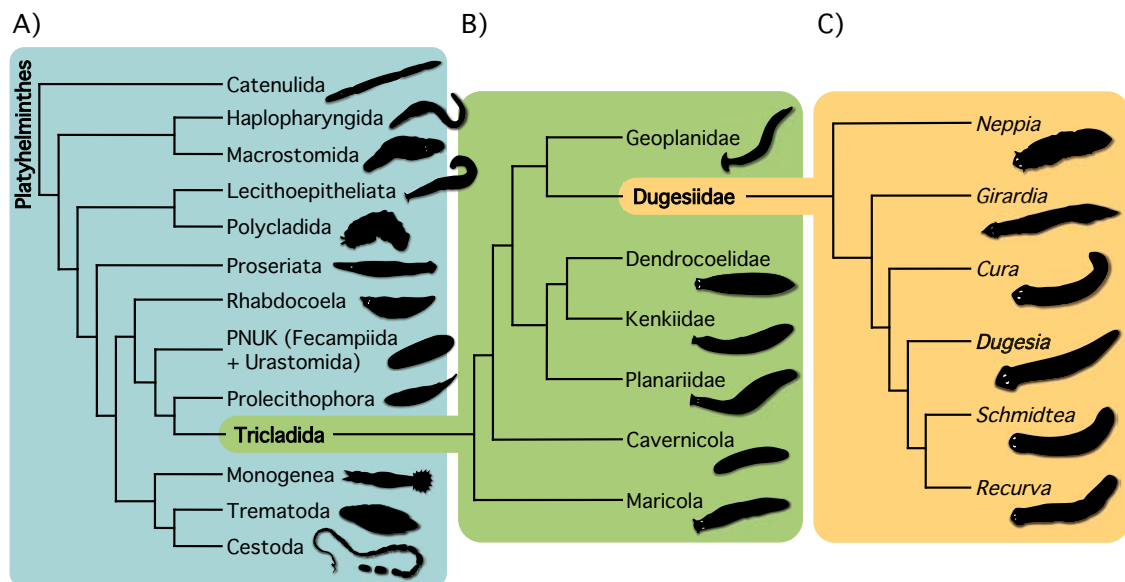 A)
B)
C)
Platyhelminthes
Catenulida
Haplopharyngida
Macrostomida
Lecithoepitheliata
Polycladida
Proseriata
Rhabdocoela
PNUK (Fecampiida
+ Urastomida)
Prolecithophora
Tricladida
Monogenea
Trematoda
Cestoda
Geoplanidae
Dugesiidae
Dendrocoelidae
Kenkiidae
Planariidae
Cavernicola
Maricola
Neppia
Girardia
Cura
Dugesia
Schmidtea
Recurva